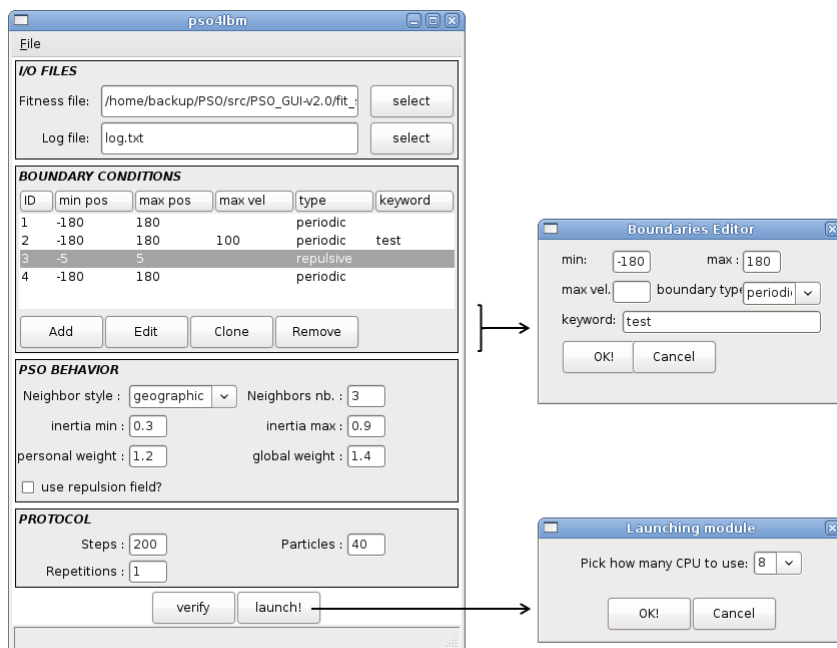 pso4lbm
File
I/O FILES
Fitness file: /home/backup/PSO/src/PSO_GUI-v2.0/fit_ select
Log file: log.txt select
BOUNDARY CONDITIONS
ID min pos max pos max vel type keyword
1 -180 180 periodic
2 -180 180 100 periodic test
3 -5 5 repulsive
4 -180 180 periodic
Add Edit Clone Remove
PSO BEHAVIOR
Neighbor style : geographic Neighbors nb. : 3
inertia min : 0.3 inertia max : 0.9
personal weight : 1.2 global weight : 1.4
use repulsion field?
PROTOCOL
Steps : 200 Particles : 40
Repetitions : 1
verify launch!
Boundaries Editor
min: -180 max : 180
max vel. boundary type periodi
keyword: test
OK! Cancel
Launching module
Pick how many CPU to use: 8
OK! Cancel